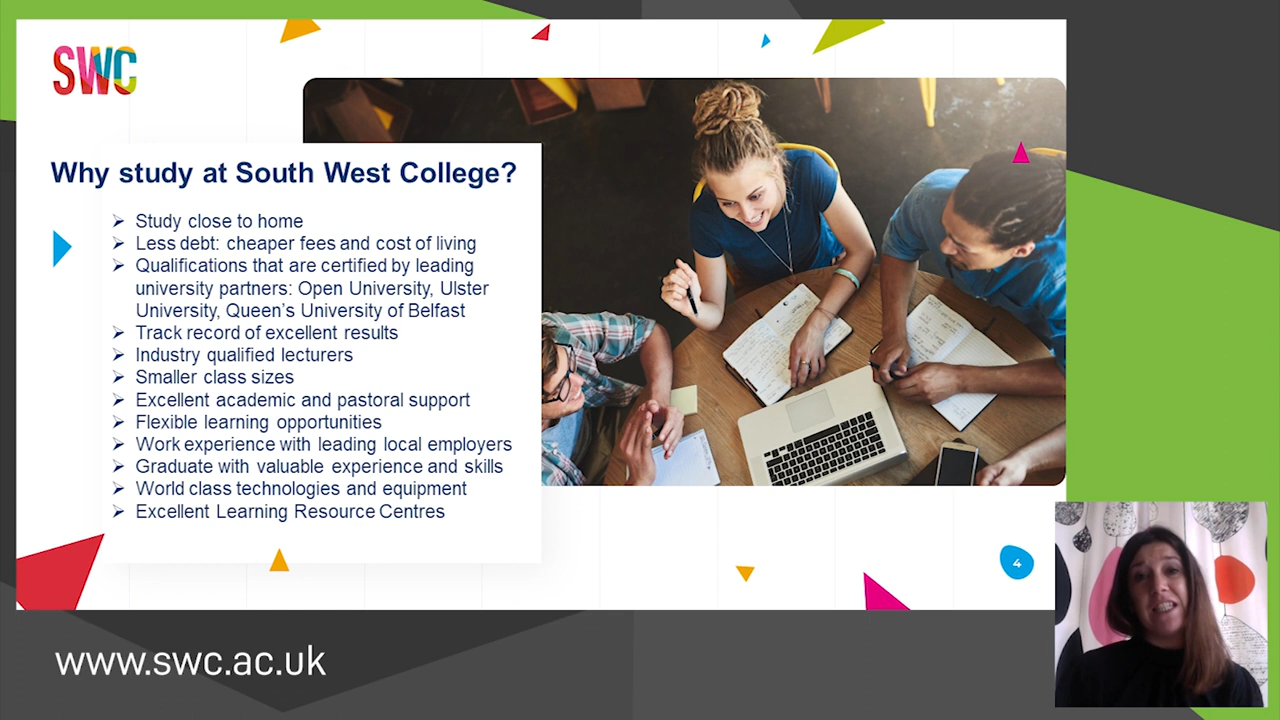 SWC
Why study at South West College?
➢ Study close to home
➢ Less debt: cheaper fees and cost of living
➢ Qualifications that are certified by leading
university partners: Open University, Ulster
University, Queen's University of Belfast
➢ Track record of excellent results
➢ Industry qualified lecturers
➢ Smaller class sizes
➢ Excellent academic and pastoral support
➢ Flexible learning opportunities
➢ Work experience with leading local employers
➢ Graduate with valuable experience and skills
➢ World class technologies and equipment
➢ Excellent Learning Resource Centres
4
www.swc.ac.uk